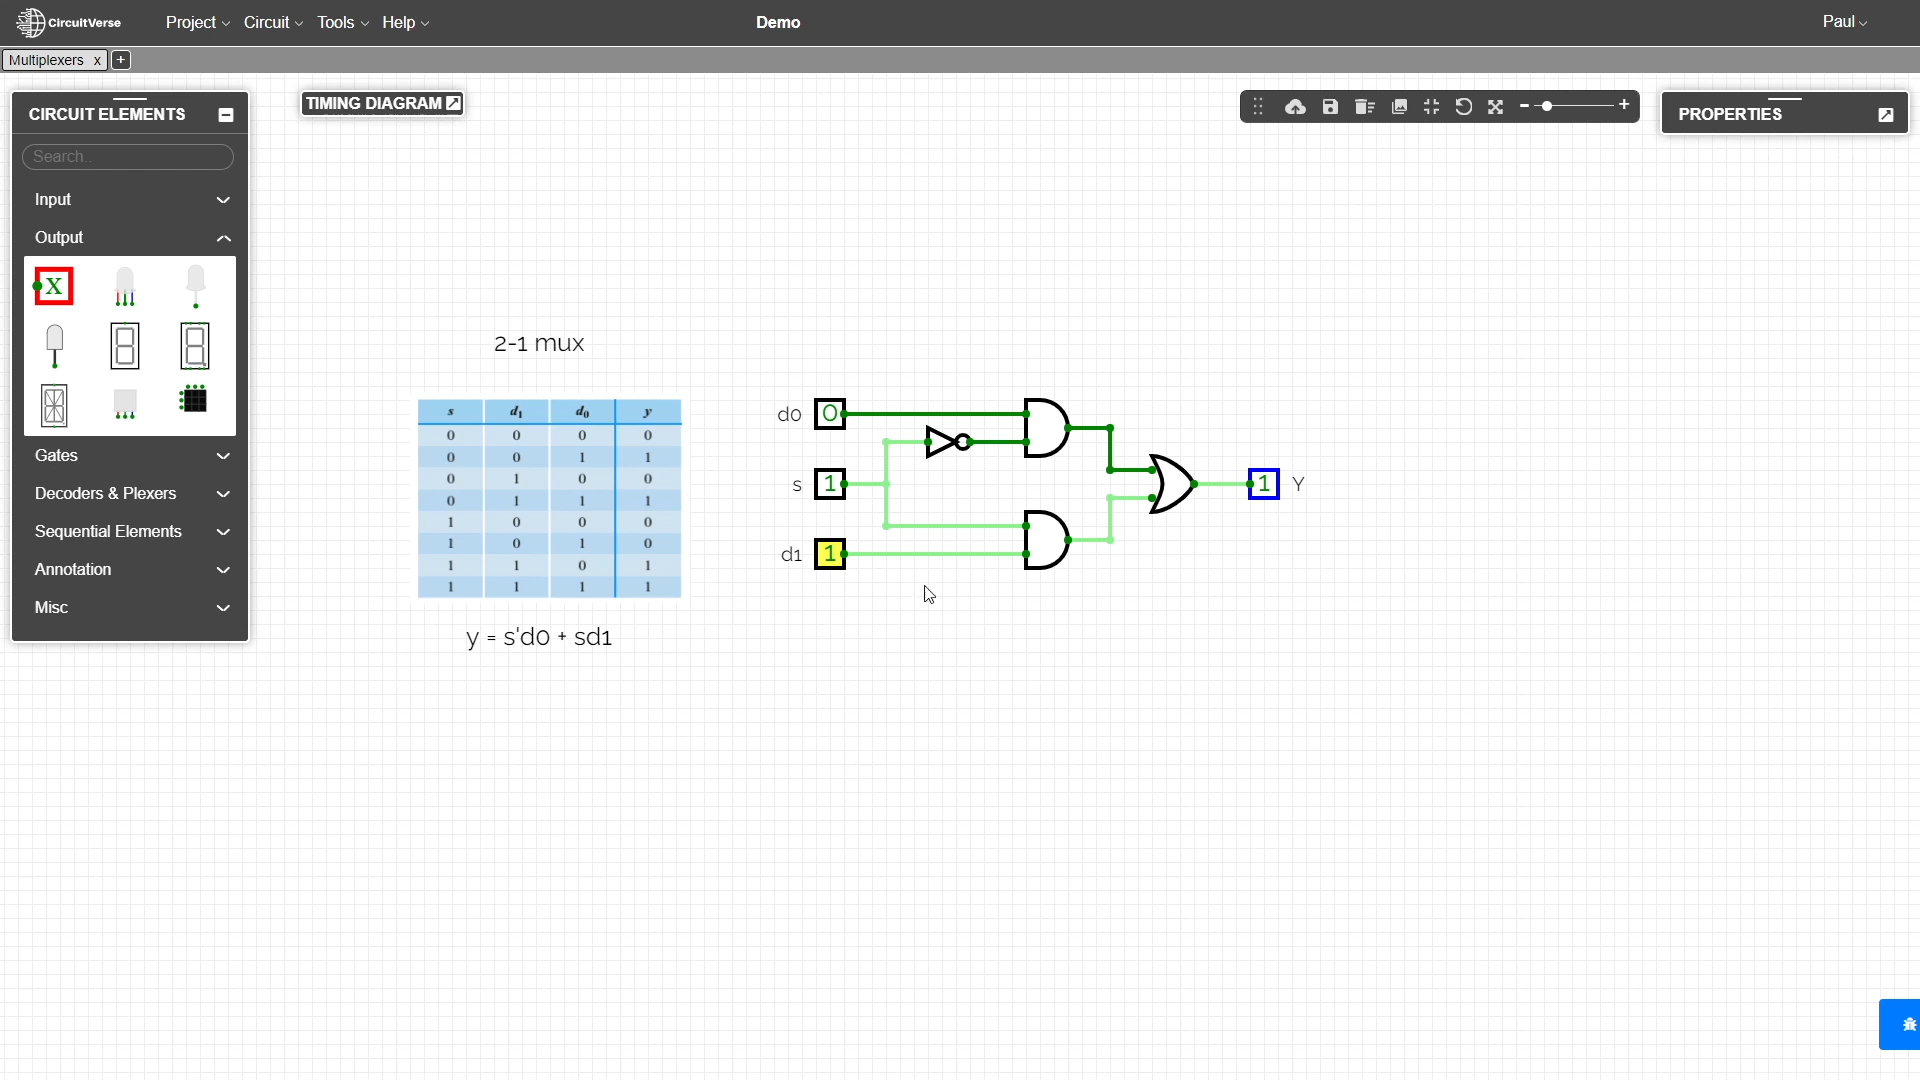 CircuitVerse Project Circuit Tools Help Demo Paul
Multiplexers x +
CIRCUIT ELEMENTS
TIMING DIAGRAM
PROPERTIES
Search..
Input
Output
X
Gates
Decoders & Plexers
Sequential Elements
Annotation
Misc
2-1 mux
s d1 d0 y
0 0 0 0
0 0 1 1
0 1 0 0
0 1 1 1
1 0 0 0
1 0 1 0
1 1 0 1
1 1 1 1
y = s'd0 + sd1
d0 0
s 1
d1 1
1 Y